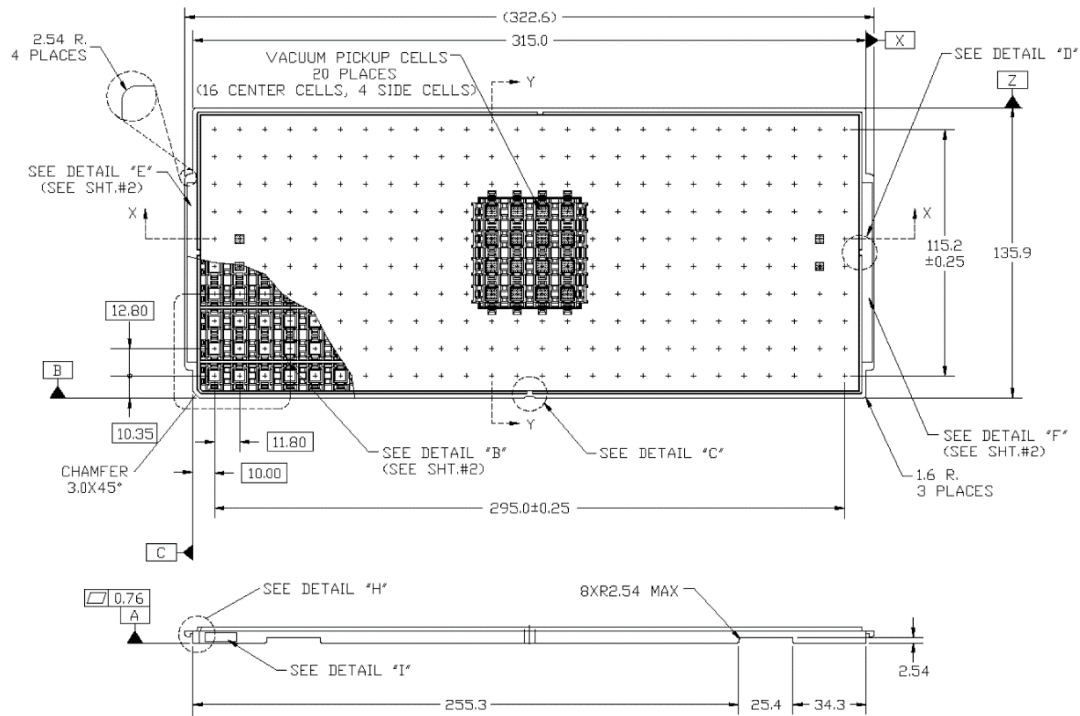 (322.6)
2.54 R.
4 PLACES
315.0
X
SEE DETAIL "D"
VACUUM PICKUP CELLS
20 PLACES
(16 CENTER CELLS, 4 SIDE CELLS)
Y
Z
SEE DETAIL "E"
(SEE SHT.#2)
X
X
115.2
±0.25
135.9
12.80
B
10.35
11.80
Y
SEE DETAIL "B"
(SEE SHT.#2)
SEE DETAIL "C"
SEE DETAIL "F"
(SEE SHT.#2)
CHAMFER
3.0X45°
10.00
1.6 R.
3 PLACES
295.0±0.25
C
SEE DETAIL "H"
8XR2.54 MAX
0.76
A
SEE DETAIL "I"
2.54
255.3
25.4
34.3